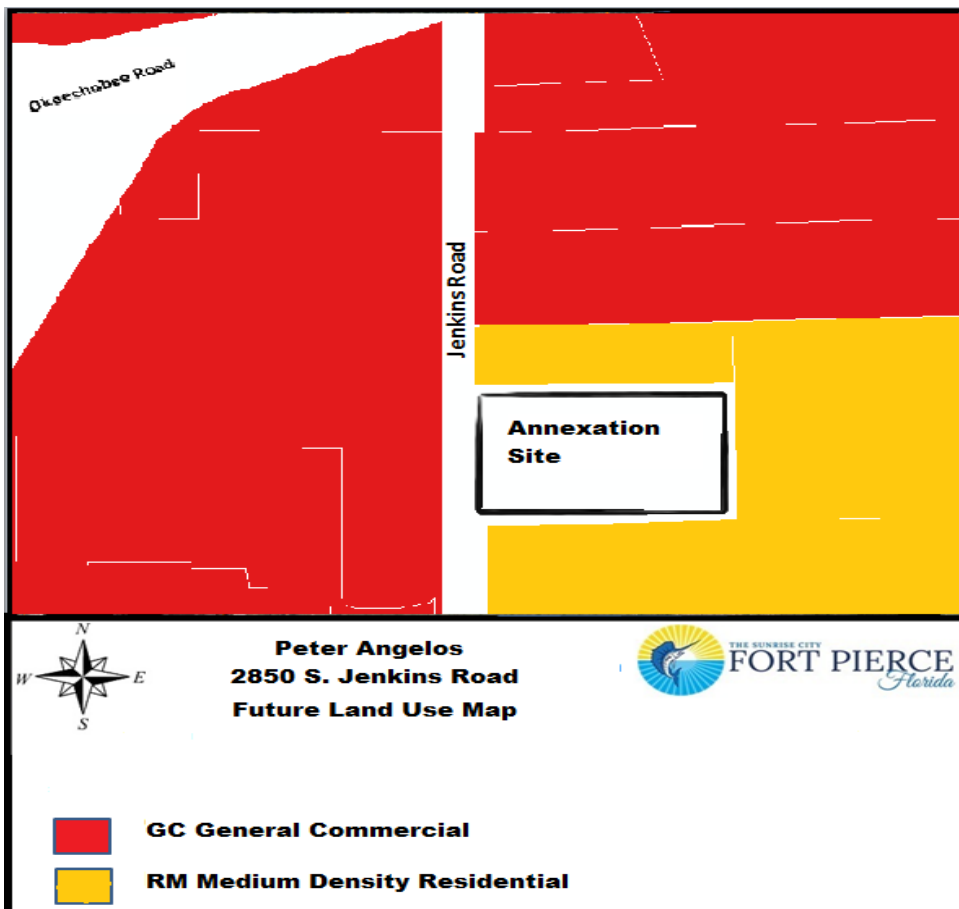 Okeechobee Road
Jenkins Road
Annexation
Site
N
W
E
S
Peter Angelos
2850 S. Jenkins Road
Future Land Use Map
THE SUNRISE CITY
FORT PIERCE
Florida
GC General Commercial
RM Medium Density Residential